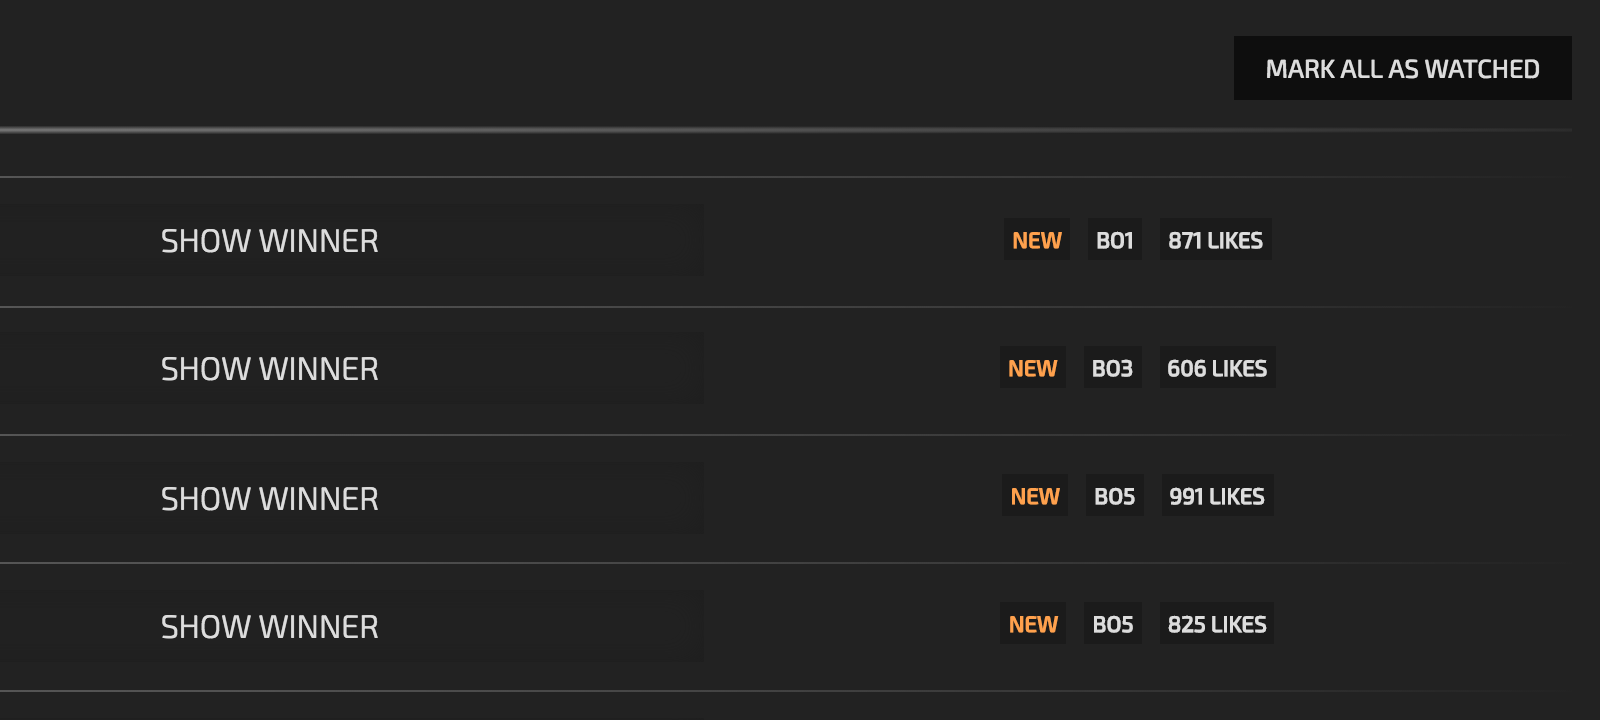 MARK ALL AS WATCHED
SHOW WINNER NEW BO1 871 LIKES
SHOW WINNER NEW BO3 606 LIKES
SHOW WINNER NEW BO5 991 LIKES
SHOW WINNER NEW BO5 825 LIKES